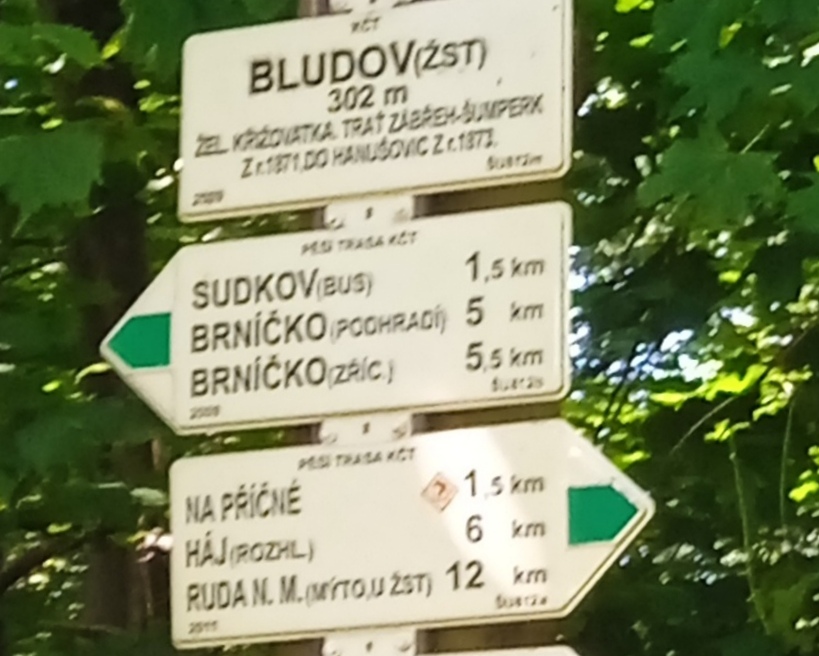 KČT
BLUDOV(ŽST)
302 m
ŽEL. KŘIŽOVATKA. TRAŤ ZÁBŘEH-ŠUMPERK
Z r.1871,DO HANUŠOVIC Z r.1873.
2009
PĚŠÍ TRASA KČT
SUDKOV(BUS) 1,5 km
BRNÍČKO(PODHRADÍ) 5 km
BRNÍČKO(ZŘÍC.) 5,5 km
2009
PĚŠÍ TRASA KČT
NA PŘÍČNÉ 1,5 km
HÁJ(ROZHL.) 6 km
RUDA N. M.(MÝTO,U ŽST) 12 km